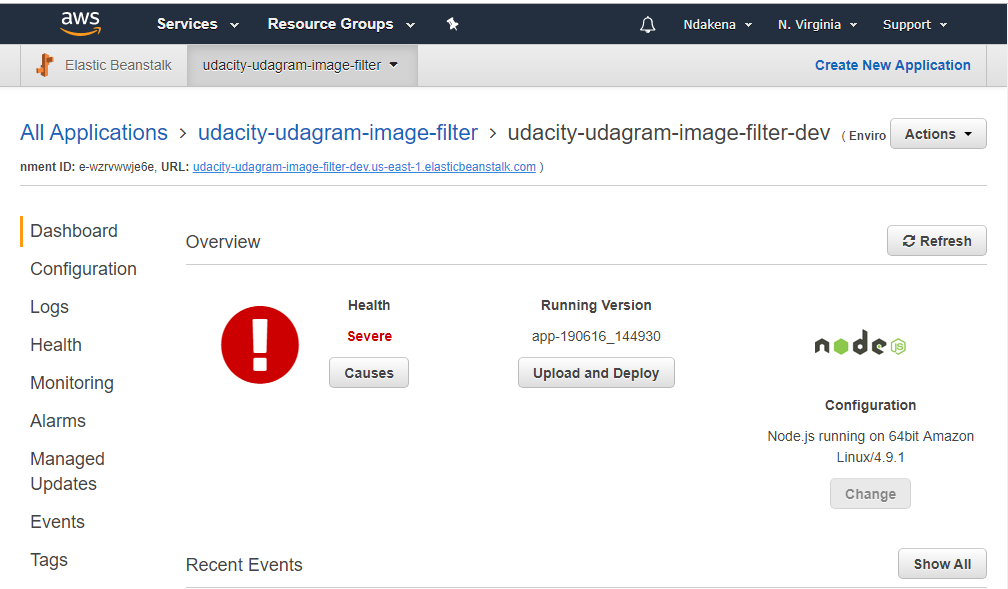 aws Services Resource Groups Ndakena N. Virginia Support
Elastic Beanstalk udacity-udagram-image-filter Create New Application
All Applications > udacity-udagram-image-filter > udacity-udagram-image-filter-dev ( Enviro Actions
nment ID: e-wzrvwwje6e, URL: udacity-udagram-image-filter-dev.us-east-1.elasticbeanstalk.com )
Dashboard
Configuration
Logs
Health
Monitoring
Alarms
Managed
Updates
Events
Tags
Overview
Refresh
Health
Severe
Causes
Running Version
app-190616_144930
Upload and Deploy
node JS
Configuration
Node.js running on 64bit Amazon
Linux/4.9.1
Change
Recent Events
Show All